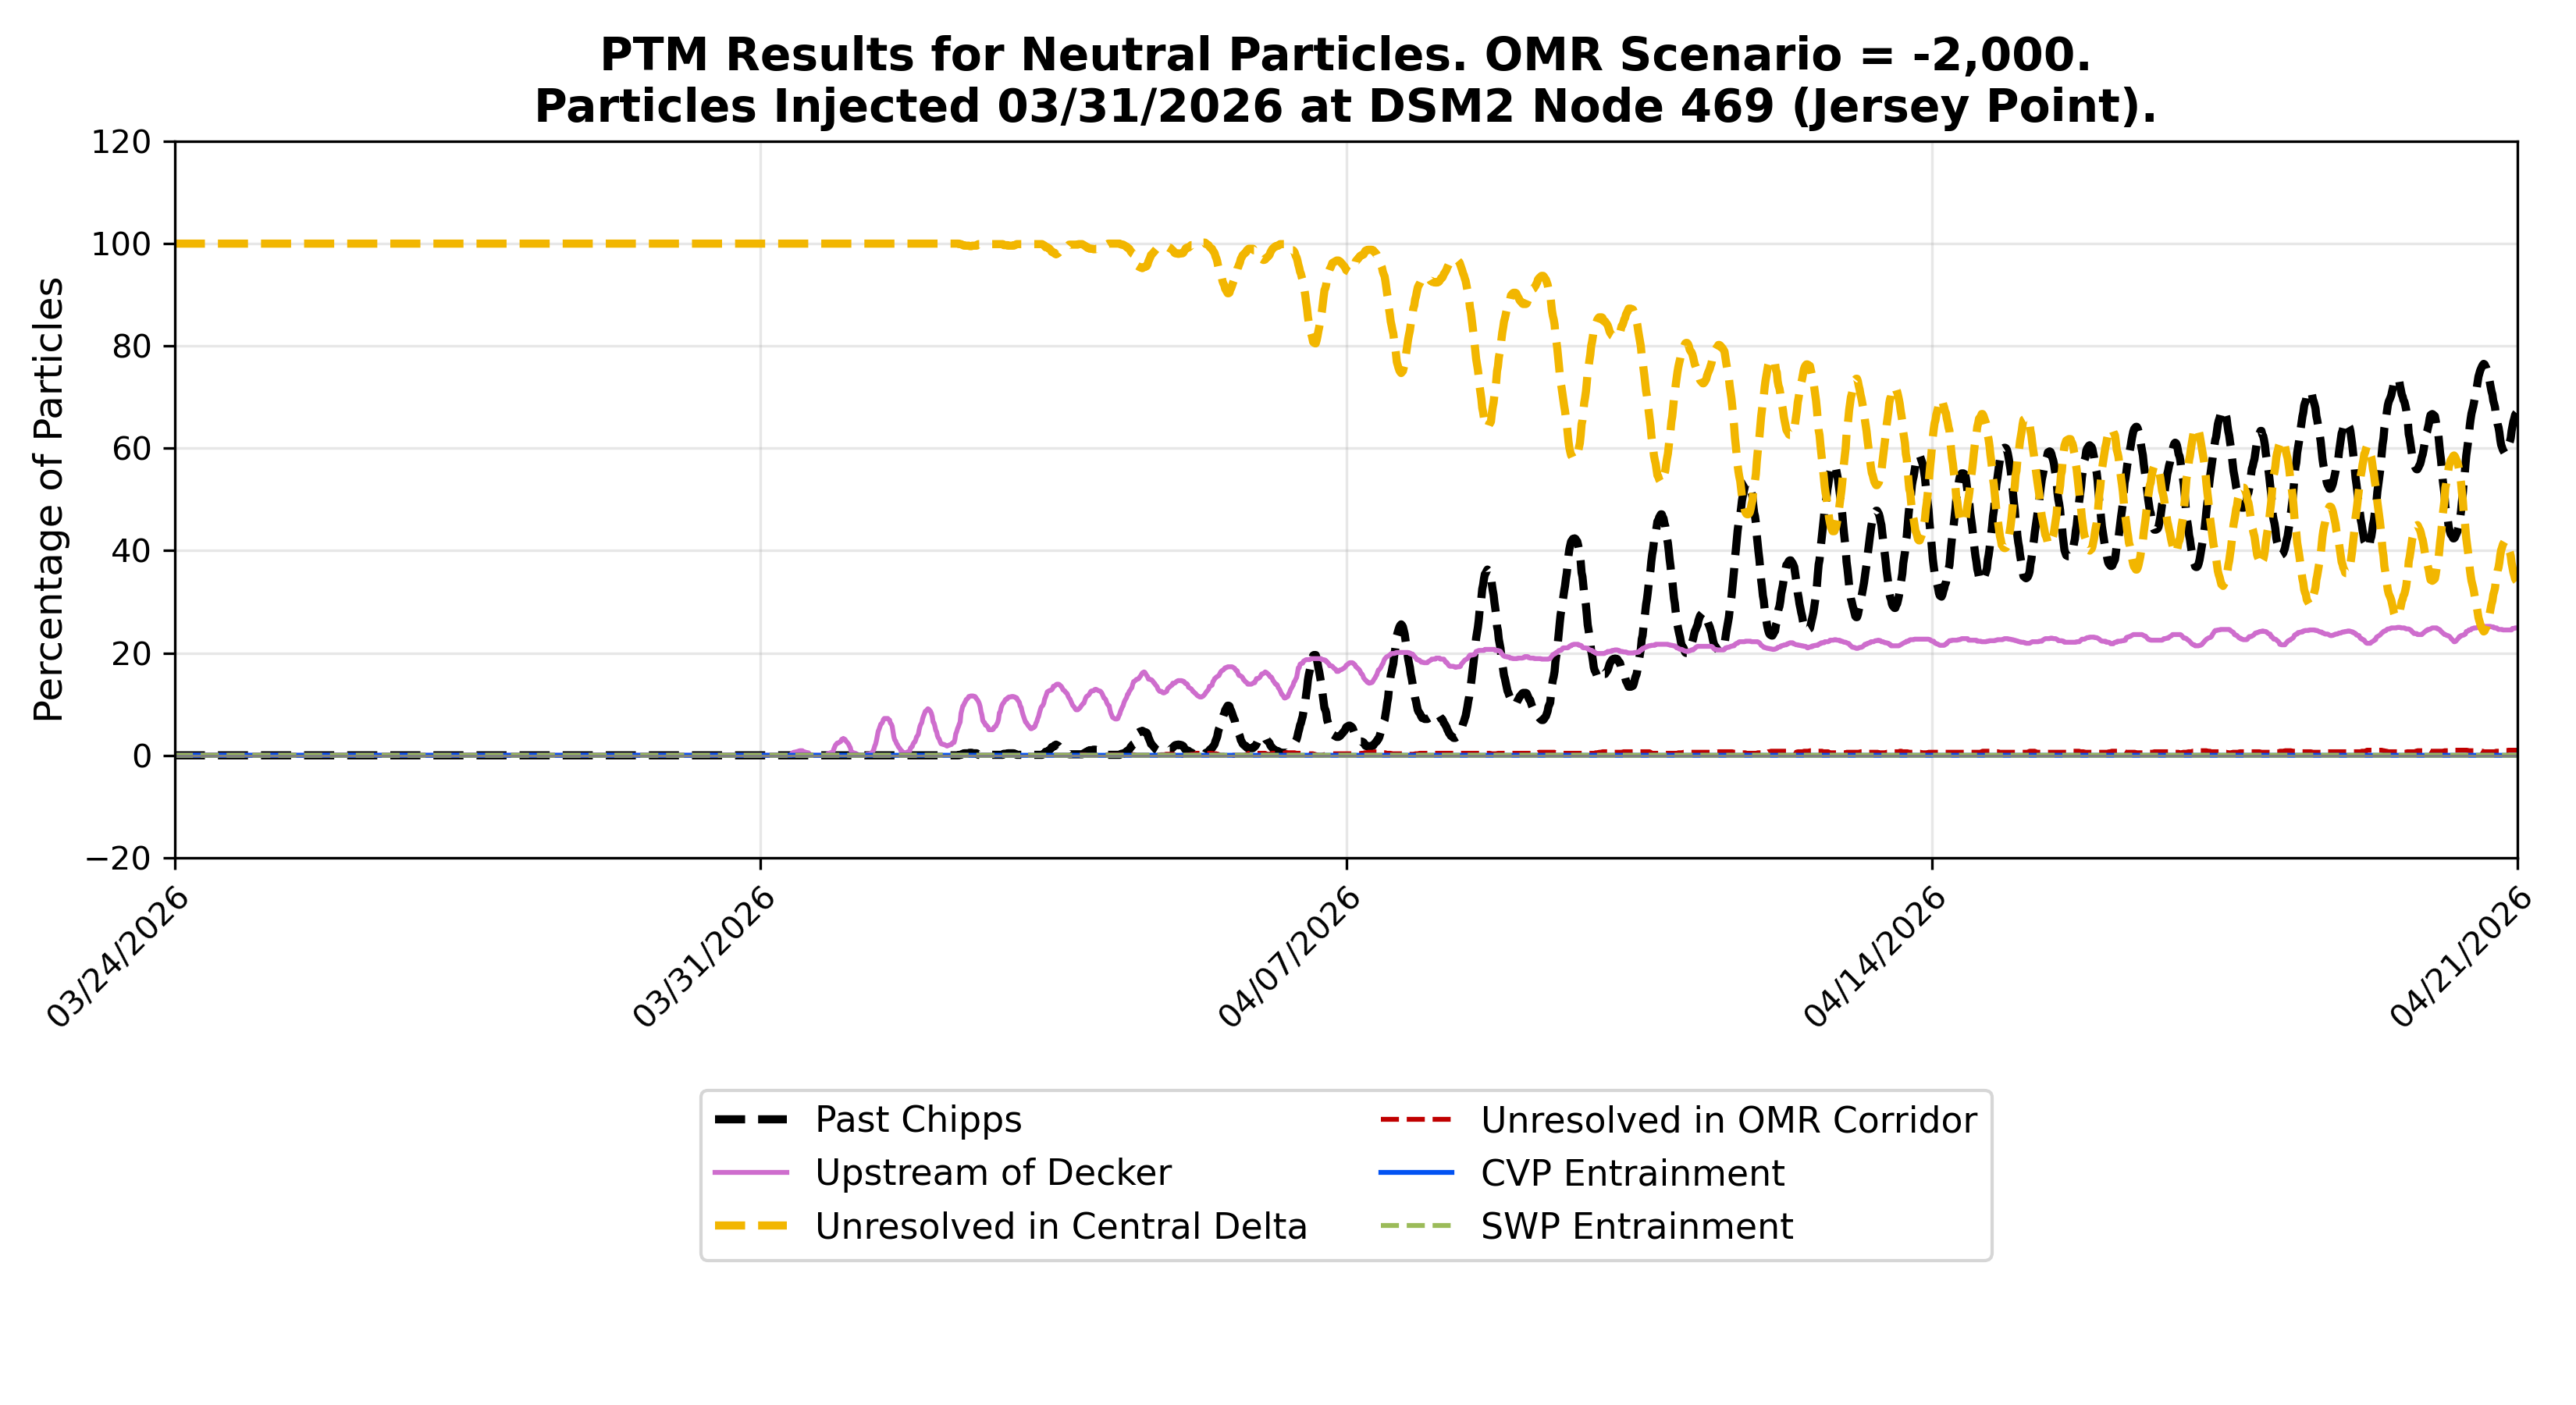 PTM Results for Neutral Particles. OMR Scenario = -2,000.
Particles Injected 03/31/2026 at DSM2 Node 469 (Jersey Point).
Percentage of Particles
120
100
80
60
40
20
0
−20
03/24/2026
03/31/2026
04/07/2026
04/14/2026
04/21/2026
Past Chipps
Upstream of Decker
Unresolved in Central Delta
Unresolved in OMR Corridor
CVP Entrainment
SWP Entrainment